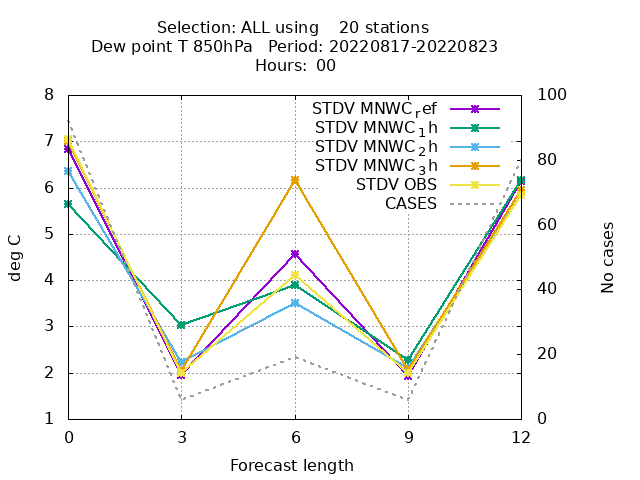 Selection: ALL using    20 stations
Dew point T 850hPa   Period: 20220817-20220823
Hours: 00
8
7
6
5
4
3
2
1
deg C
STDV MNWC_ref
STDV MNWC_1h
STDV MNWC_2h
STDV MNWC_3h
STDV OBS
CASES
100
80
60
40
20
0
No cases
0 3 6 9 12
Forecast length